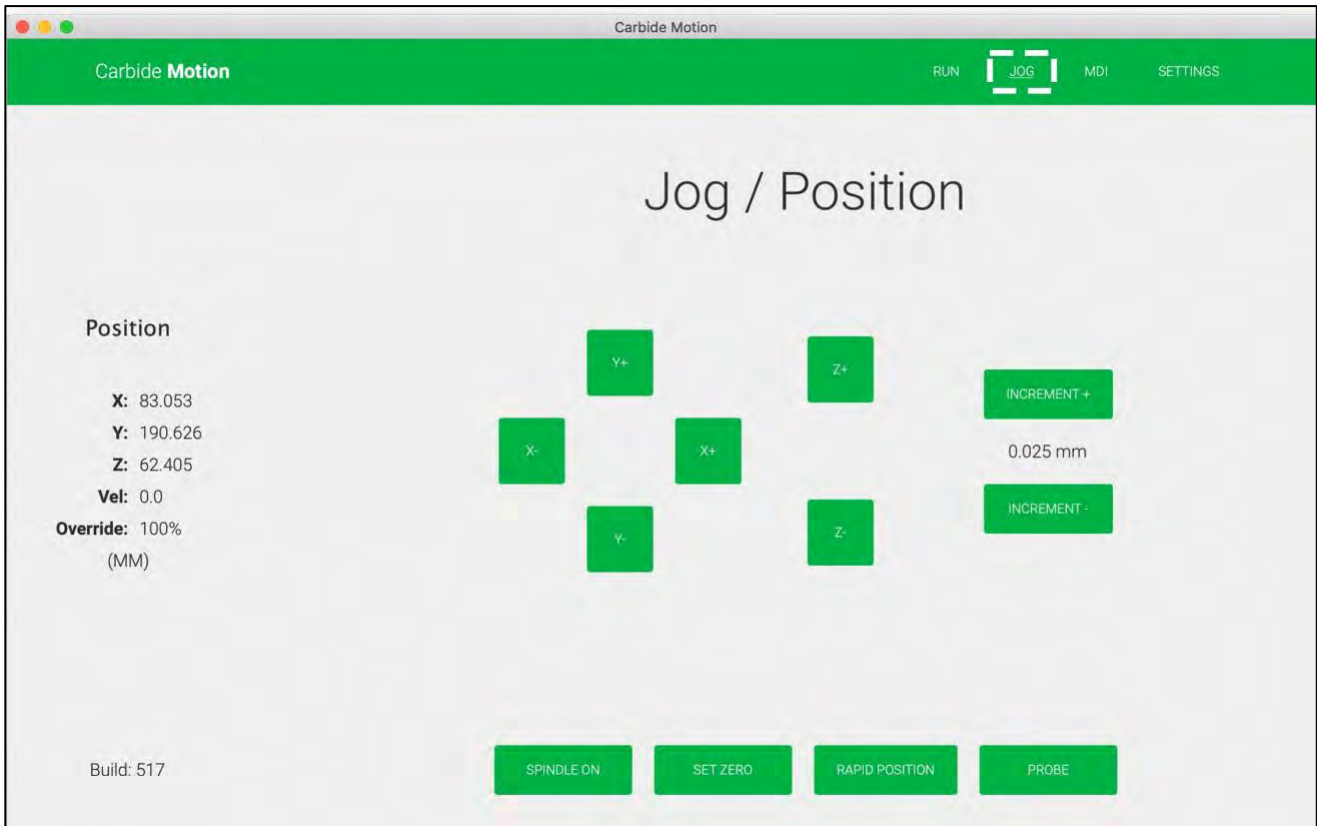 Carbide Motion
Carbide Motion
RUN JOG MDI SETTINGS
Jog / Position
Position
X: 83.053
Y: 190.626
Z: 62.405
Vel: 0.0
Override: 100%
(MM)
Y+
X-
X+
Y-
Z+
Z-
INCREMENT +
0.025 mm
INCREMENT -
Build: 517
SPINDLE ON
SET ZERO
RAPID POSITION
PROBE